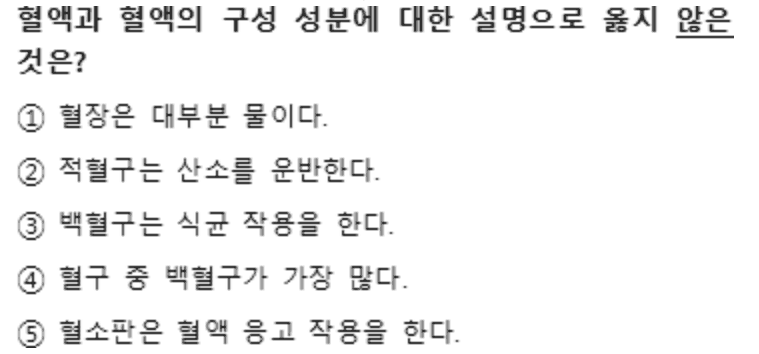 혈액과 혈액의 구성 성분에 대한 설명으로 옳지 않은
것은?
① 혈장은 대부분 물이다.
② 적혈구는 산소를 운반한다.
③ 백혈구는 식균 작용을 한다.
④ 혈구 중 백혈구가 가장 많다.
⑤ 혈소판은 혈액 응고 작용을 한다.